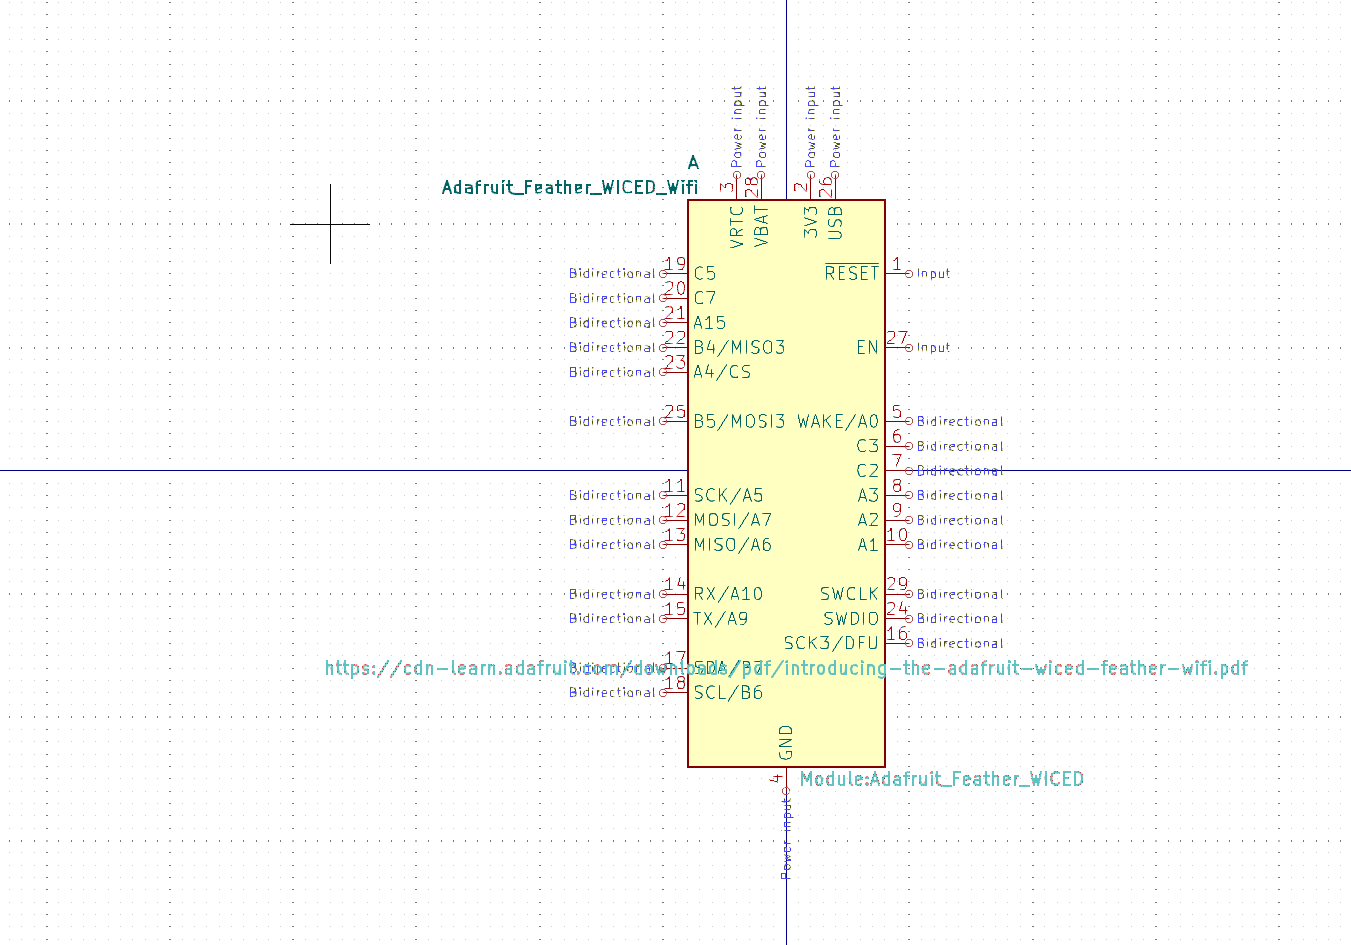 Power input Power input Power input Power input
A
Adafruit_Feather_WICED_Wifi
3 28 2 26
VRTC VBAT 3V3 USB
Bidirectional 19 C5 RESET 1 Input
Bidirectional 20 C7
Bidirectional 21 A15
Bidirectional 22 B4/MISO3 EN 27 Input
Bidirectional 23 A4/CS
Bidirectional 25 B5/MOSI3 WAKE/A0 5 Bidirectional
C3 6 Bidirectional
C2 7 Bidirectional
Bidirectional 11 SCK/A5 A3 8 Bidirectional
Bidirectional 12 MOSI/A7 A2 9 Bidirectional
Bidirectional 13 MISO/A6 A1 10 Bidirectional
Bidirectional 14 RX/A10 SWCLK 29 Bidirectional
Bidirectional 15 TX/A9 SWDIO 24 Bidirectional
SCK3/DFU 16 Bidirectional
Bidirectional 17 SDA/B7
https://cdn-learn.adafruit.com/downloads/pdf/introducing-the-adafruit-wiced-feather-wifi.pdf
Bidirectional 18 SCL/B6
GND
4
Module:Adafruit_Feather_WICED
Power input